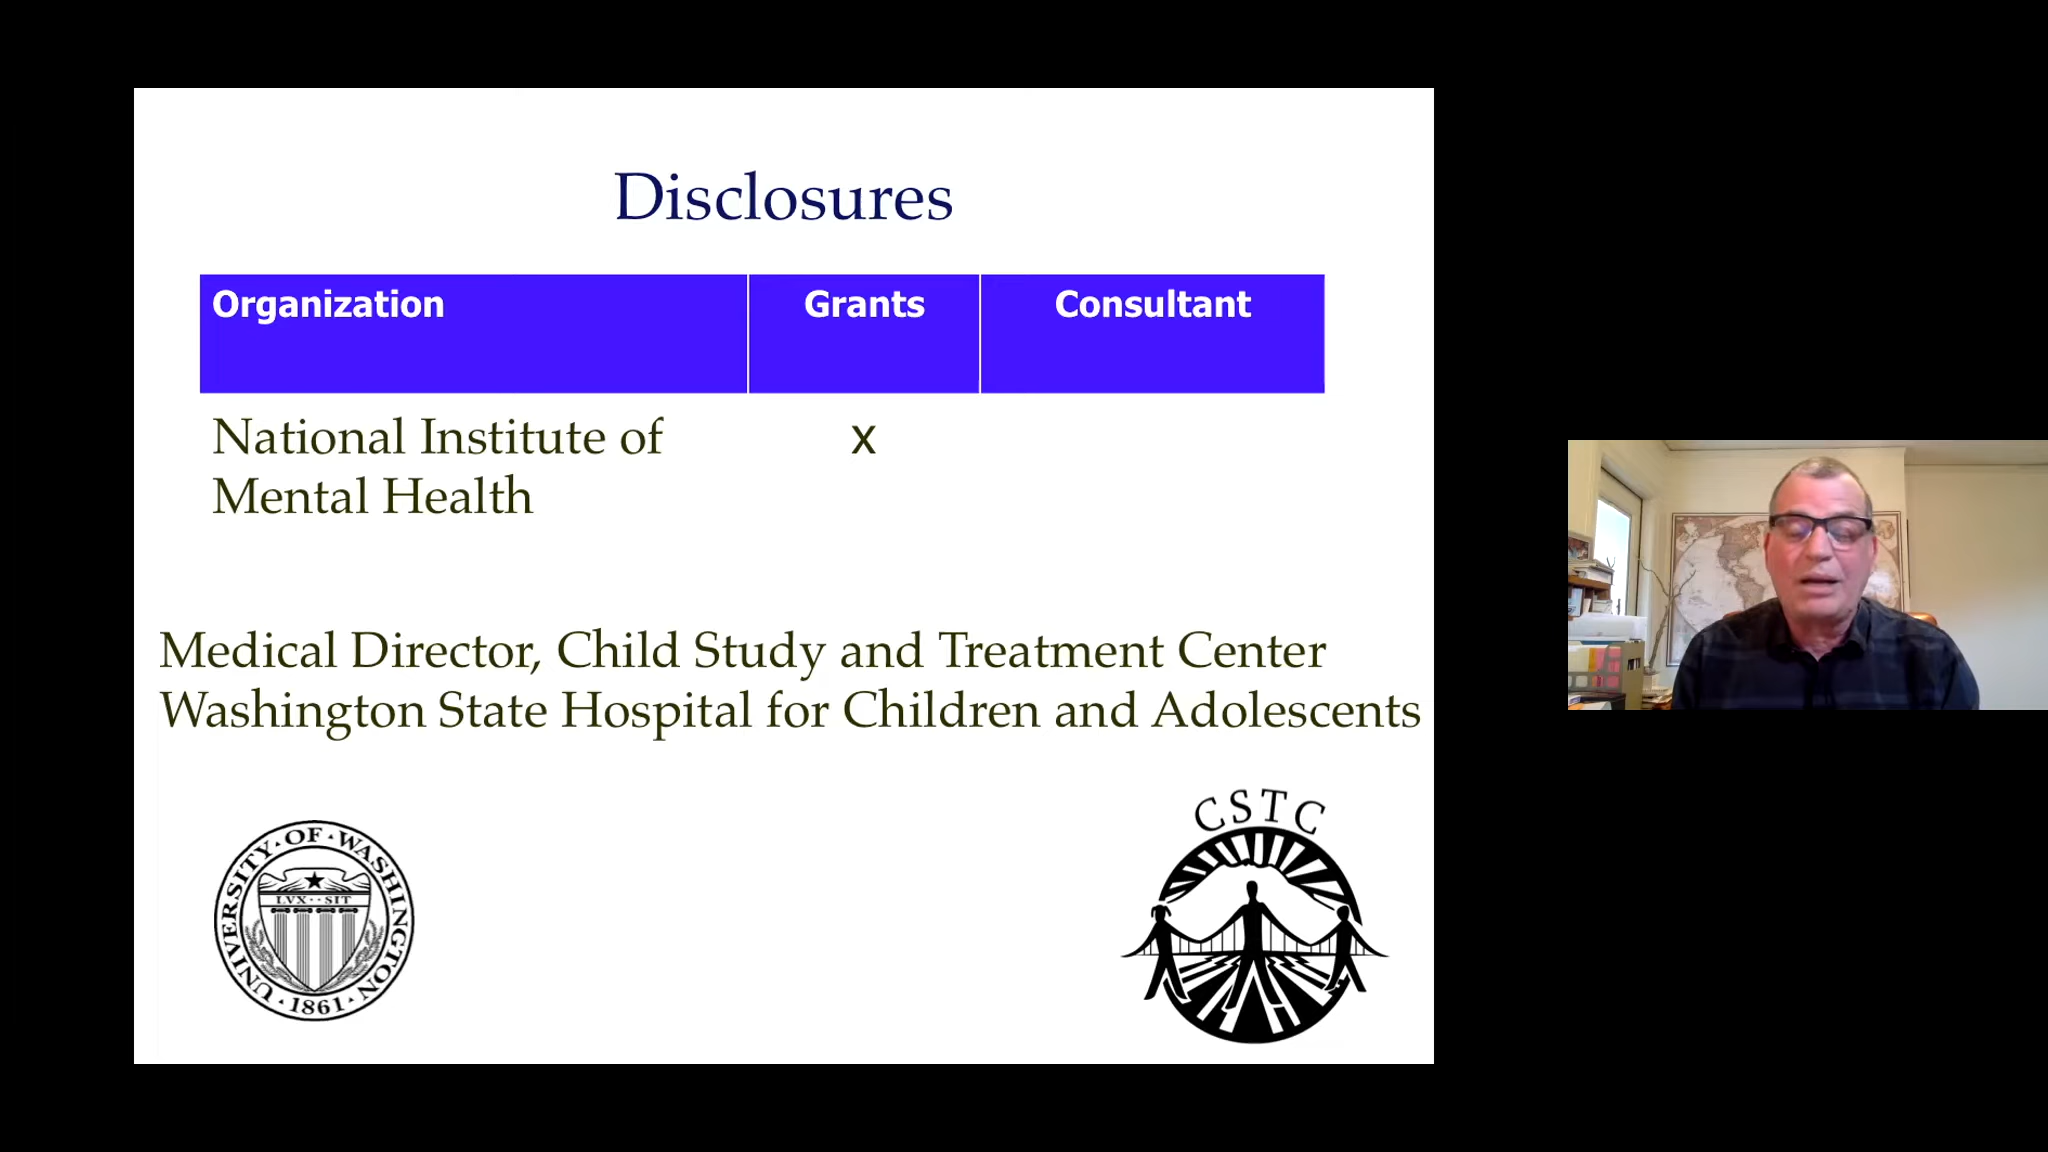 Disclosures
Organization Grants Consultant
National Institute of x
Mental Health
Medical Director, Child Study and Treatment Center
Washington State Hospital for Children and Adolescents
UNIVERSITY · OF · WASHINGTON
LVX · · SIT
· 1861 ·
CSTC